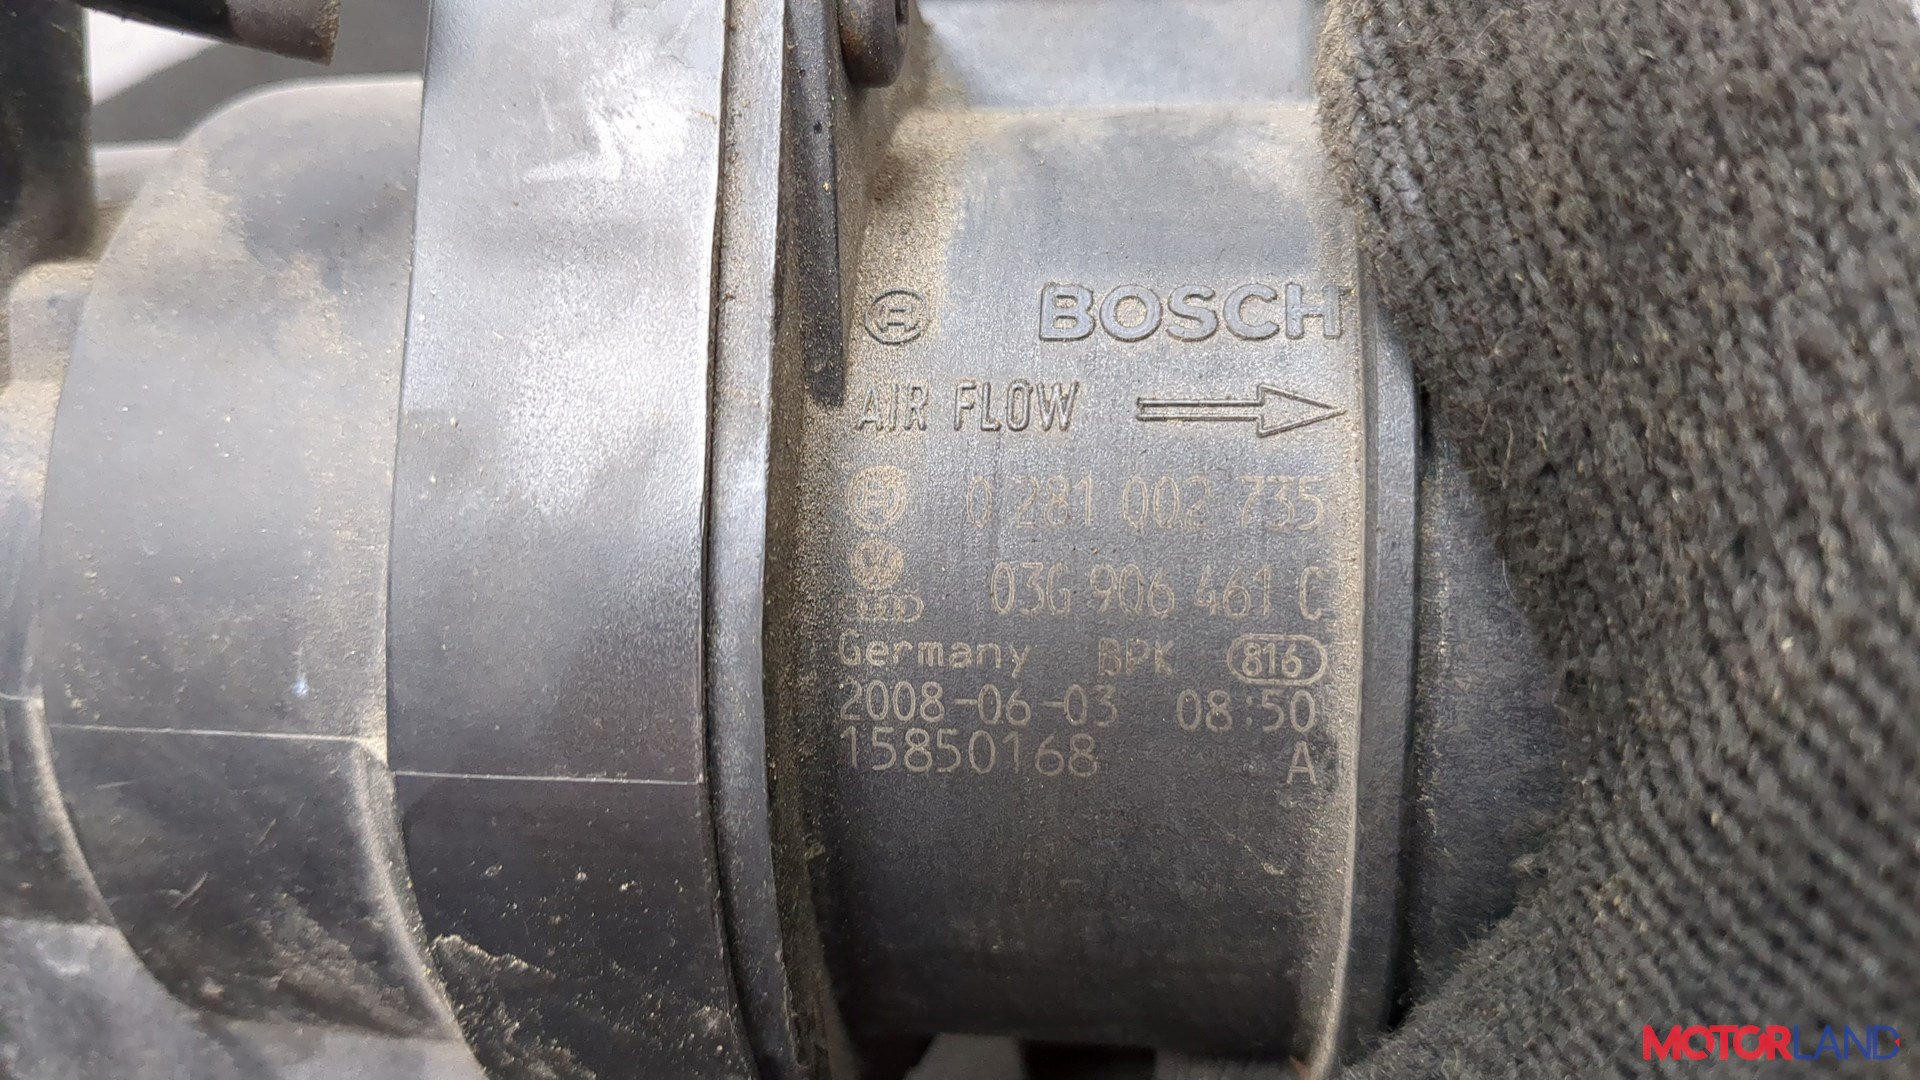 BOSCH
AIR FLOW
0 281 002 735
03G 906 461 C
Germany BPK 816
2008-06-03 08:50
15850168 A
MOTORLAND